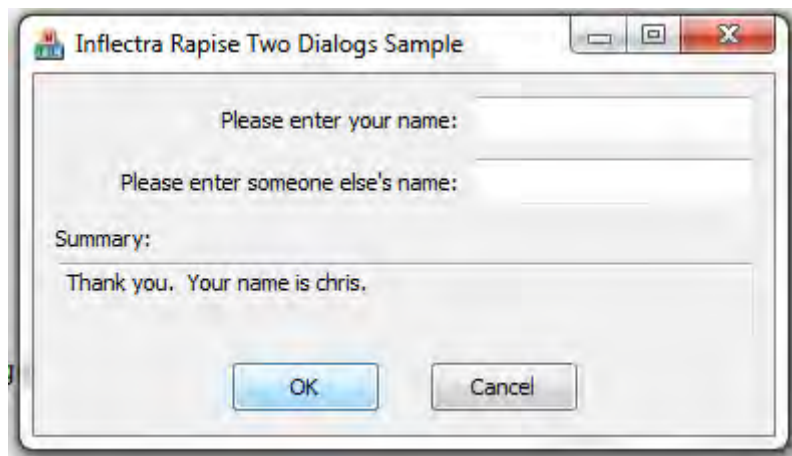 Inflectra Rapise Two Dialogs Sample
Please enter your name:
Please enter someone else's name:
Summary:
Thank you. Your name is chris.
OK Cancel